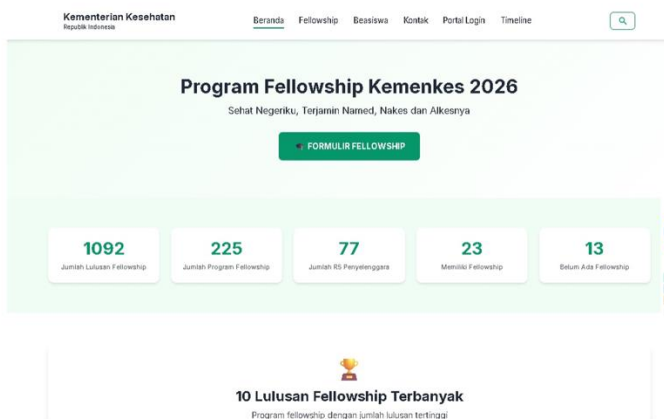 Kementerian Kesehatan
Republik Indonesia
Beranda Fellowship Beasiswa Kontak Portal Login Timeline
Program Fellowship Kemenkes 2026
Sehat Negeriku, Terjamin Named, Nakes dan Alkesnya
FORMULIR FELLOWSHIP
1092
Jumlah Lulusan Fellowship
225
Jumlah Program Fellowship
77
Jumlah RS Penyelenggara
23
Memiliki Fellowship
13
Belum Ada Fellowship
10 Lulusan Fellowship Terbanyak
Program fellowship dengan jumlah lulusan tertinggi